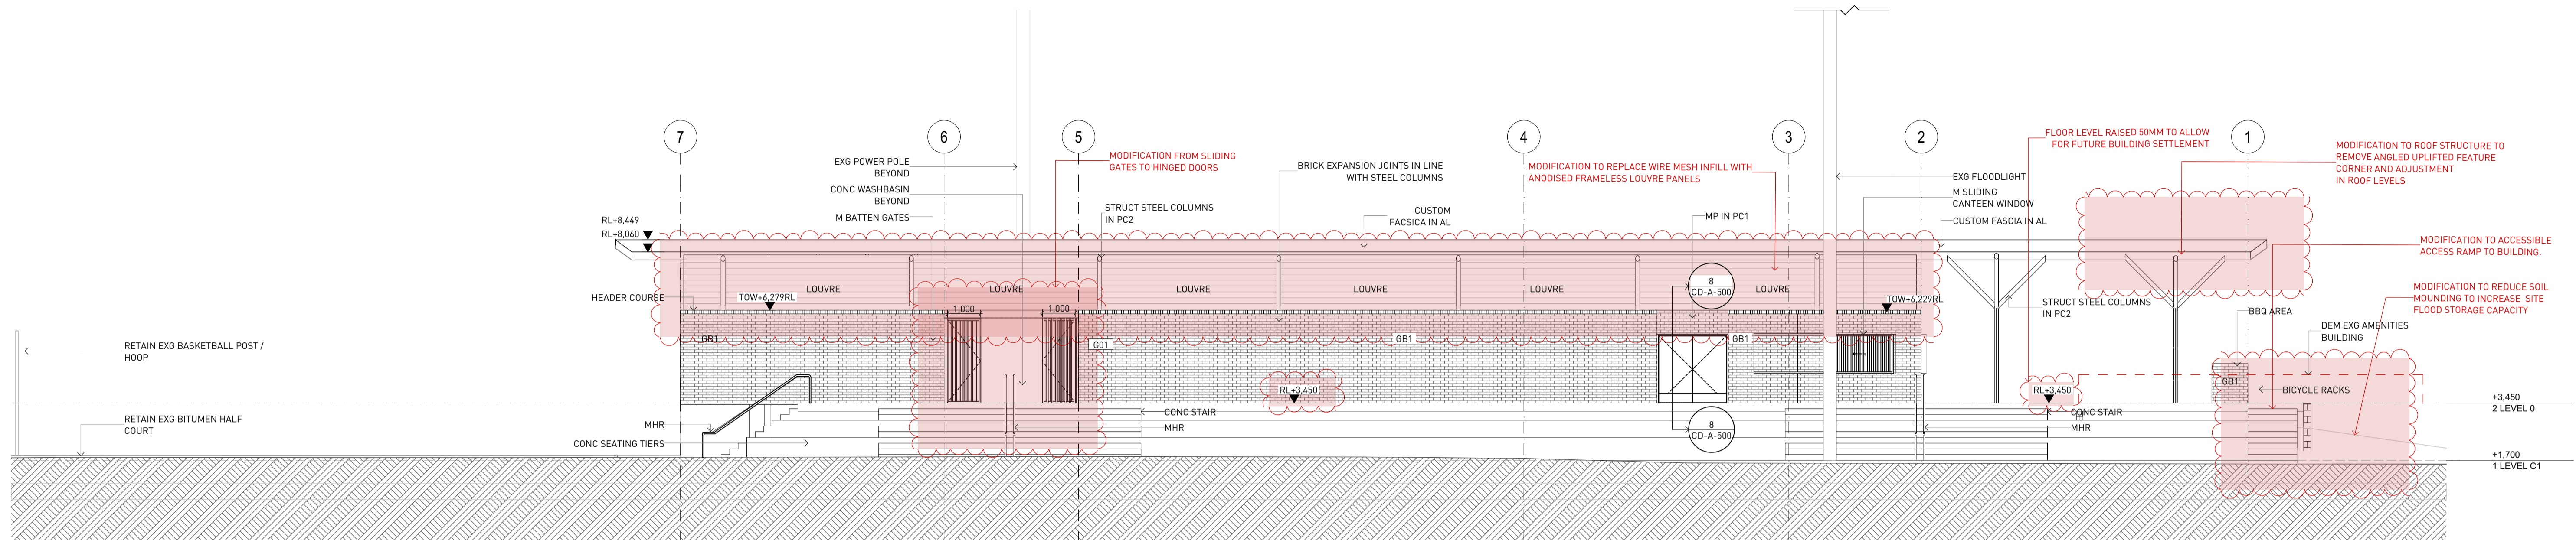 7
6
5
4
3
2
1
EXG POWER POLE
BEYOND
CONC WASHBASIN
BEYOND
M BATTEN GATES
MODIFICATION FROM SLIDING
GATES TO HINGED DOORS
STRUCT STEEL COLUMNS
IN PC2
BRICK EXPANSION JOINTS IN LINE
WITH STEEL COLUMNS
CUSTOM
FACSICA IN AL
MODIFICATION TO REPLACE WIRE MESH INFILL WITH
ANODISED FRAMELESS LOUVRE PANELS
MP IN PC1
EXG FLOODLIGHT
M SLIDING
CANTEEN WINDOW
CUSTOM FASCIA IN AL
FLOOR LEVEL RAISED 50MM TO ALLOW
FOR FUTURE BUILDING SETTLEMENT
MODIFICATION TO ROOF STRUCTURE TO
REMOVE ANGLED UPLIFTED FEATURE
CORNER AND ADJUSTMENT
IN ROOF LEVELS
MODIFICATION TO ACCESSIBLE
ACCESS RAMP TO BUILDING.
MODIFICATION TO REDUCE SOIL
MOUNDING TO INCREASE SITE
FLOOD STORAGE CAPACITY
RL+8,449
RL+8,060
HEADER COURSE
TOW+6,279RL
LOUVRE
LOUVRE
LOUVRE
LOUVRE
LOUVRE
LOUVRE
8
CD-A-500
1,000
1,000
TOW+6,229RL
STRUCT STEEL COLUMNS
IN PC2
BBQ AREA
DEM EXG AMENITIES
BUILDING
GB1
G01
GB1
GB1
GB1
RETAIN EXG BASKETBALL POST /
HOOP
RL+3,450
RL+3,450
BICYCLE RACKS
+3,450
2 LEVEL 0
RETAIN EXG BITUMEN HALF
COURT
MHR
CONC SEATING TIERS
CONC STAIR
MHR
8
CD-A-500
CONC STAIR
MHR
+1,700
1 LEVEL C1